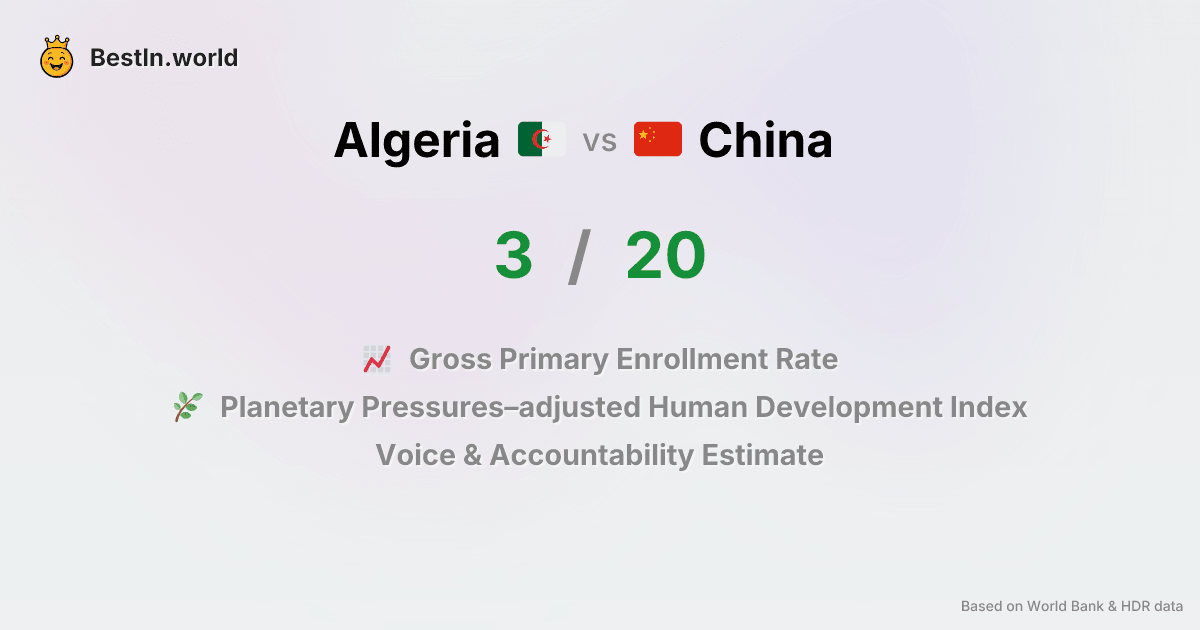 BestIn.world
Algeria vs China
3 / 20
Gross Primary Enrollment Rate
Planetary Pressures–adjusted Human Development Index
Voice & Accountability Estimate
Based on World Bank & HDR data